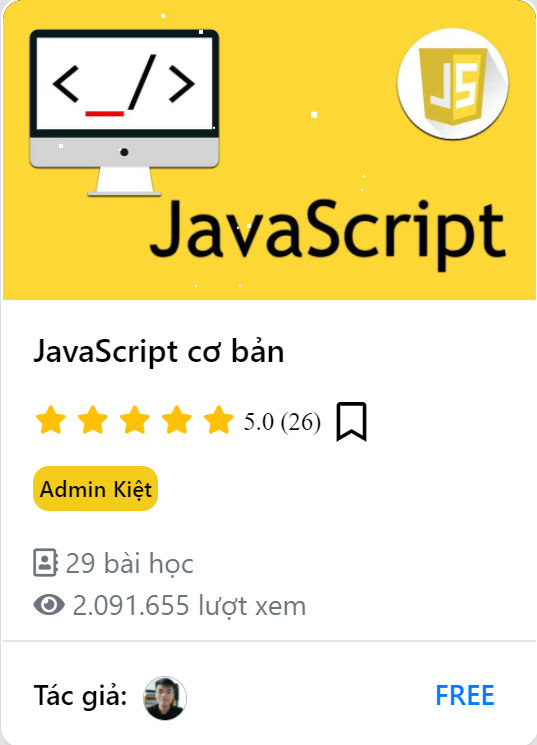 <_/>
JS
JavaScript
JavaScript cơ bản
5.0 (26)
Admin Kiệt
29 bài học
2.091.655 lượt xem
Tác giả:
FREE